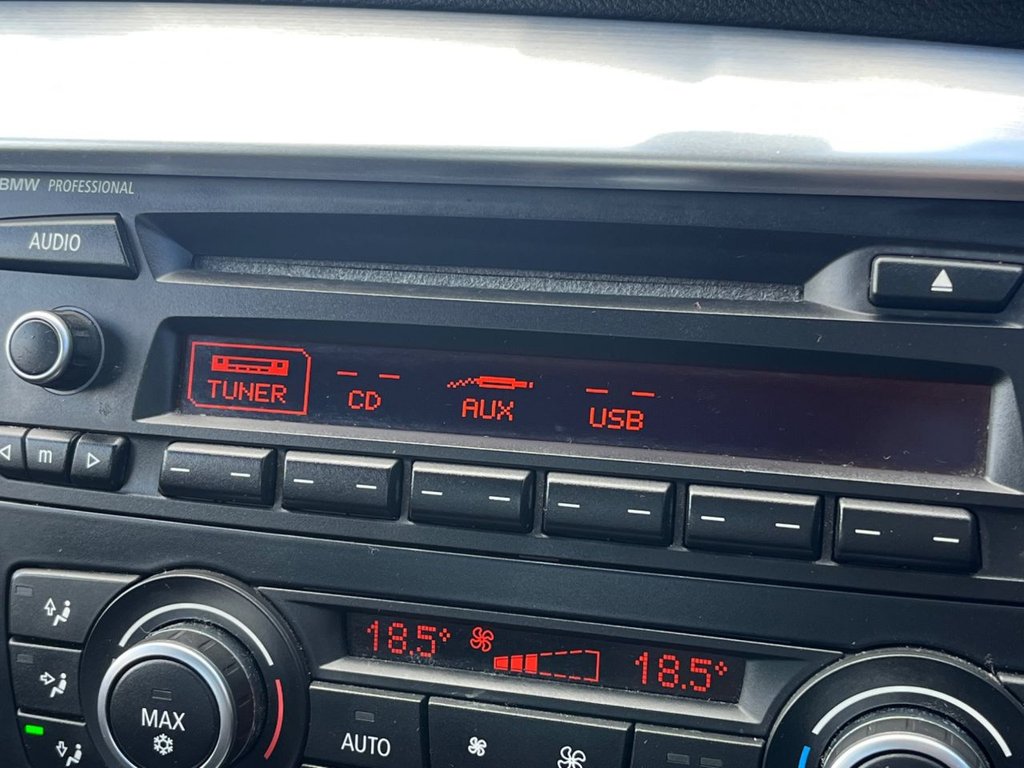 BMW PROFESSIONAL
AUDIO
TUNER
CD
AUX
USB
m
18.5°
18.5°
MAX
AUTO